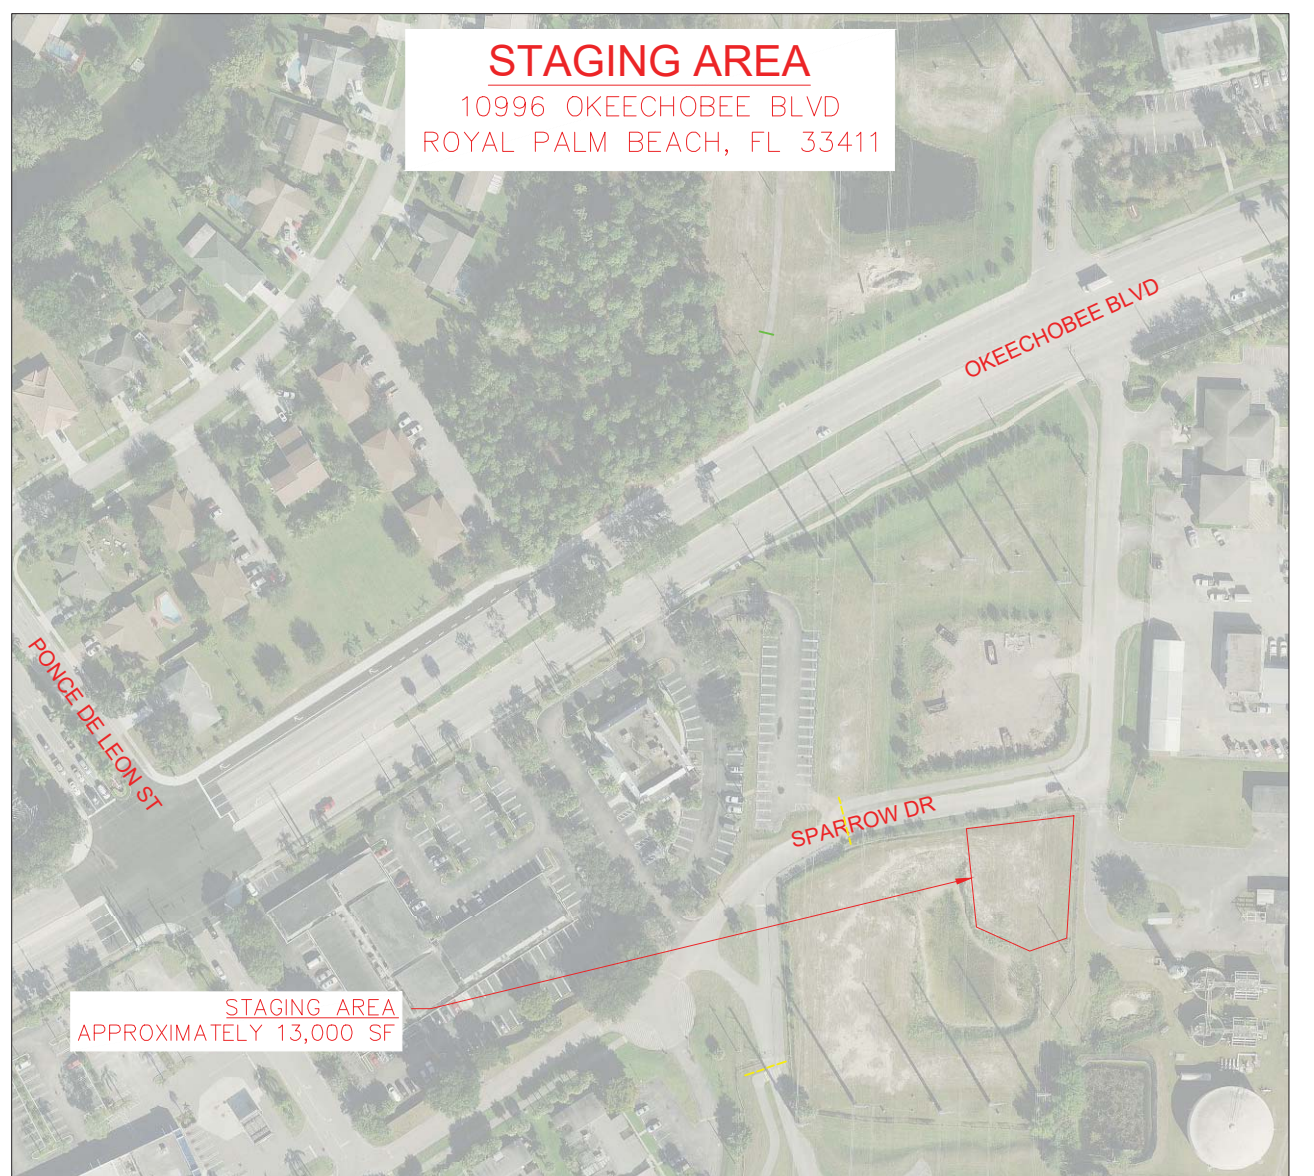 STAGING AREA
10996 OKEECHOBEE BLVD
ROYAL PALM BEACH, FL 33411
OKEECHOBEE BLVD
PONCE DE LEON ST
SPARROW DR
STAGING AREA
APPROXIMATELY 13,000 SF